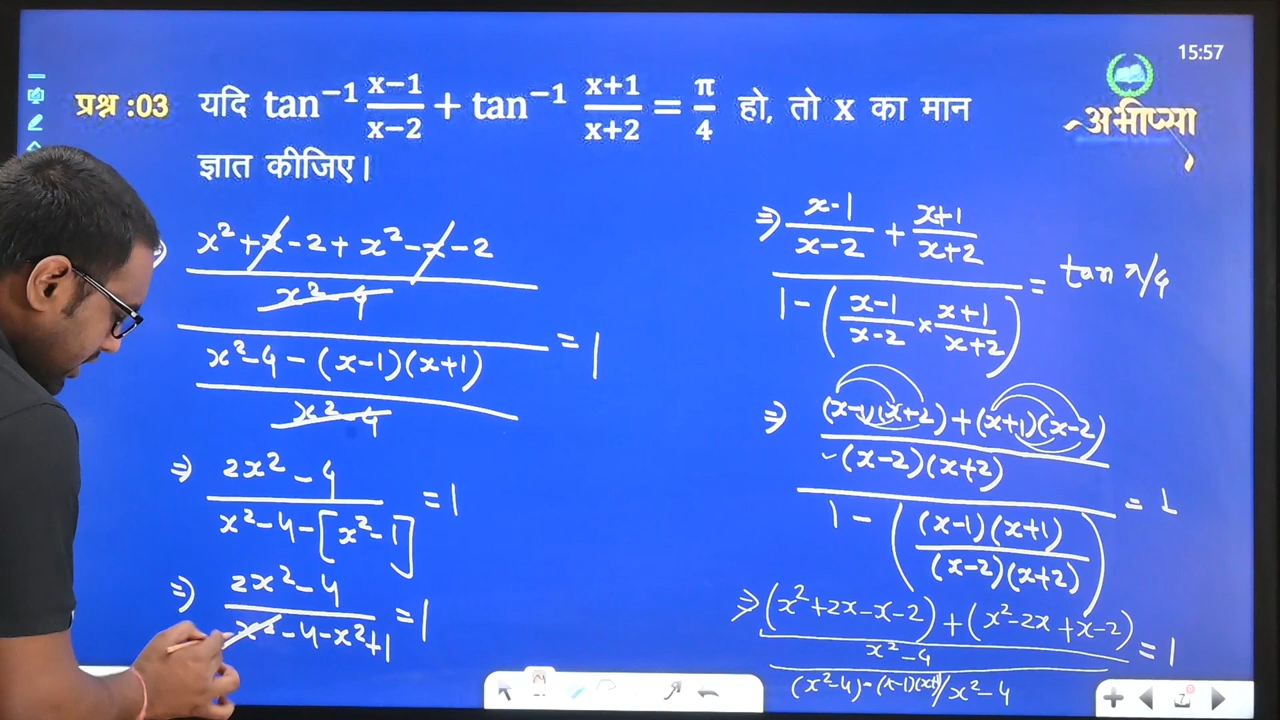 15:57
अभीप्सा
प्रश्न :03 यदि tan⁻¹ (x−1)/(x−2) + tan⁻¹ (x+1)/(x+2) = π/4 हो, तो x का मान
ज्ञात कीजिए।
⇒ ((x-1)/(x-2) + (x+1)/(x+2)) / (1 - ((x-1)/(x-2) × (x+1)/(x+2))) = tan π/4
⇒ (((x-1)(x+2) + (x+1)(x-2)) / ((x-2)(x+2))) / (1 - ((x-1)(x+1) / ((x-2)(x+2)))) = 1
⇒ (((x²+2x-x-2) + (x²-2x+x-2)) / (x²-4)) / ((x²-4) - (x-1)(x+1) / x²-4) = 1
⇒ ((x²+x-2+x²-x-2) / (x²-4)) / ((x²-4-(x-1)(x+1)) / (x²-4)) = 1
⇒ (2x²-4) / (x²-4-[x²-1]) = 1
⇒ (2x²-4) / (x²-4-x²+1) = 1
7